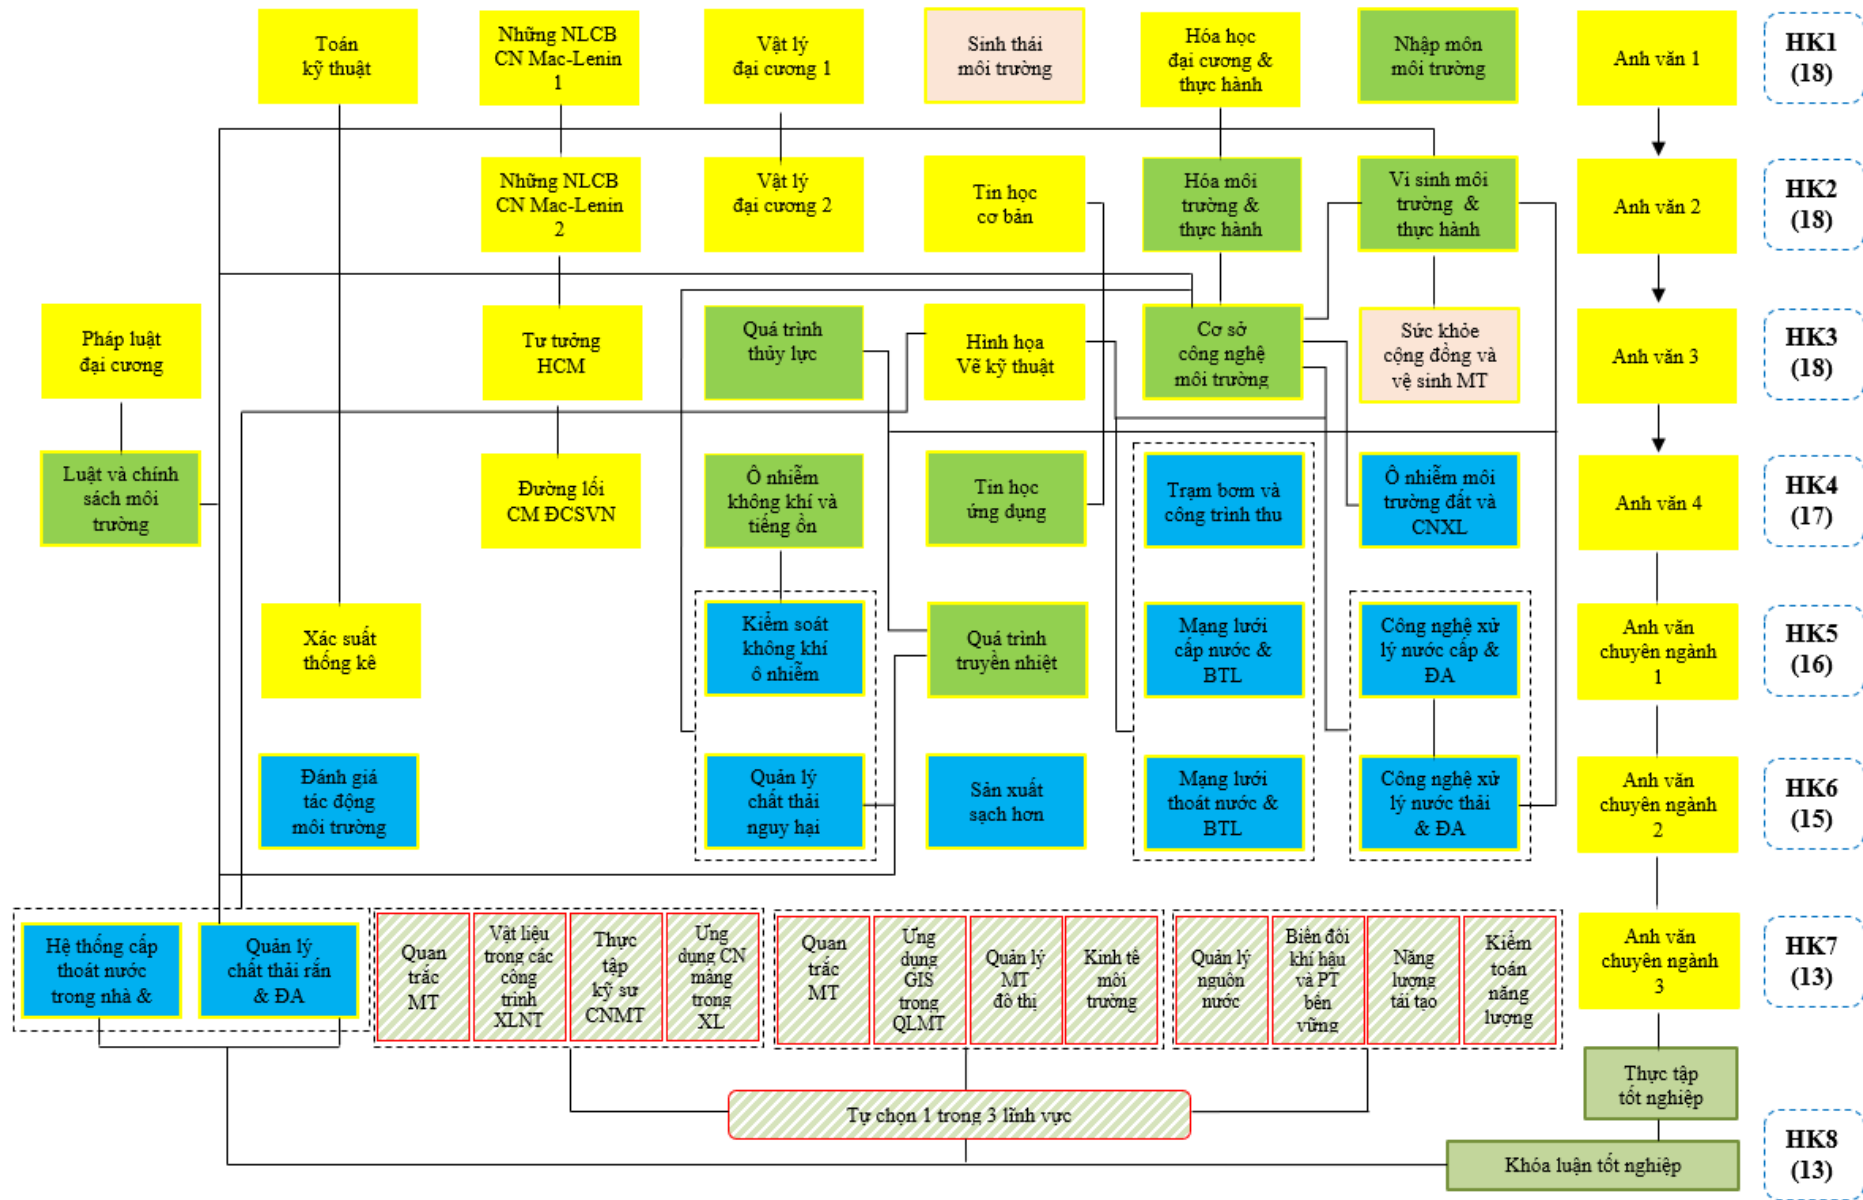 Toán
kỹ thuật
Những NLCB
CN Mac-Lenin
1
Vật lý
đại cương 1
Sinh thái
môi trường
Hóa học
đại cương &
thực hành
Nhập môn
môi trường
Anh văn 1
HK1
(18)
Những NLCB
CN Mac-Lenin
2
Vật lý
đại cương 2
Tin học
cơ bản
Hóa môi
trường &
thực hành
Vi sinh môi
trường &
thực hành
Anh văn 2
HK2
(18)
Pháp luật
đại cương
Tư tưởng
HCM
Quá trình
thủy lực
Hình họa
Vẽ kỹ thuật
Cơ sở
công nghệ
môi trường
Sức khỏe
cộng đồng và
vệ sinh MT
Anh văn 3
HK3
(18)
Luật và chính
sách môi
trường
Đường lối
CM ĐCSVN
Ô nhiễm
không khí và
tiếng ồn
Tin học
ứng dụng
Trạm bơm và
công trình thu
Ô nhiễm môi
trường đất và
CNXL
Anh văn 4
HK4
(17)
Xác suất
thống kê
Kiểm soát
không khí
ô nhiễm
Quá trình
truyền nhiệt
Mạng lưới
cấp nước &
BTL
Công nghệ xử
lý nước cấp &
ĐA
Anh văn
chuyên ngành
1
HK5
(16)
Đánh giá
tác động
môi trường
Quản lý
chất thải
nguy hại
Sản xuất
sạch hơn
Mạng lưới
thoát nước &
BTL
Công nghệ xử
lý nước thải
& ĐA
Anh văn
chuyên ngành
2
HK6
(15)
Hệ thống cấp
thoát nước
trong nhà &
Quản lý
chất thải rắn
& ĐA
Quan
trắc
MT
Vật liệu
trong các
công
trình
XLNT
Thực
tập
kỹ sư
CNMT
Ưng
dụng CN
màng
trong
XL
Quan
trắc
MT
Ưng
dụng
GIS
trong
QLMT
Quản lý
MT
đô thị
Kinh tế
môi
trường
Quản lý
nguồn
nước
Biến đổi
khí hậu
và PT
bền
vững
Năng
lượng
tái tạo
Kiểm
toán
năng
lượng
Anh văn
chuyên ngành
3
HK7
(13)
Thực tập
tốt nghiệp
Tự chọn 1 trong 3 lĩnh vực
Khóa luận tốt nghiệp
HK8
(13)